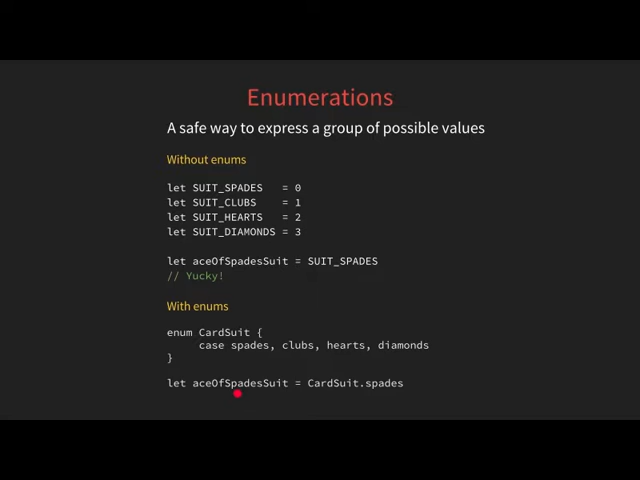 Enumerations
A safe way to express a group of possible values
Without enums
let SUIT_SPADES   = 0
let SUIT_CLUBS    = 1
let SUIT_HEARTS   = 2
let SUIT_DIAMONDS = 3
let aceOfSpadesSuit = SUIT_SPADES
// Yucky!
With enums
enum CardSuit {
     case spades, clubs, hearts, diamonds
}
let aceOfSpadesSuit = CardSuit.spades